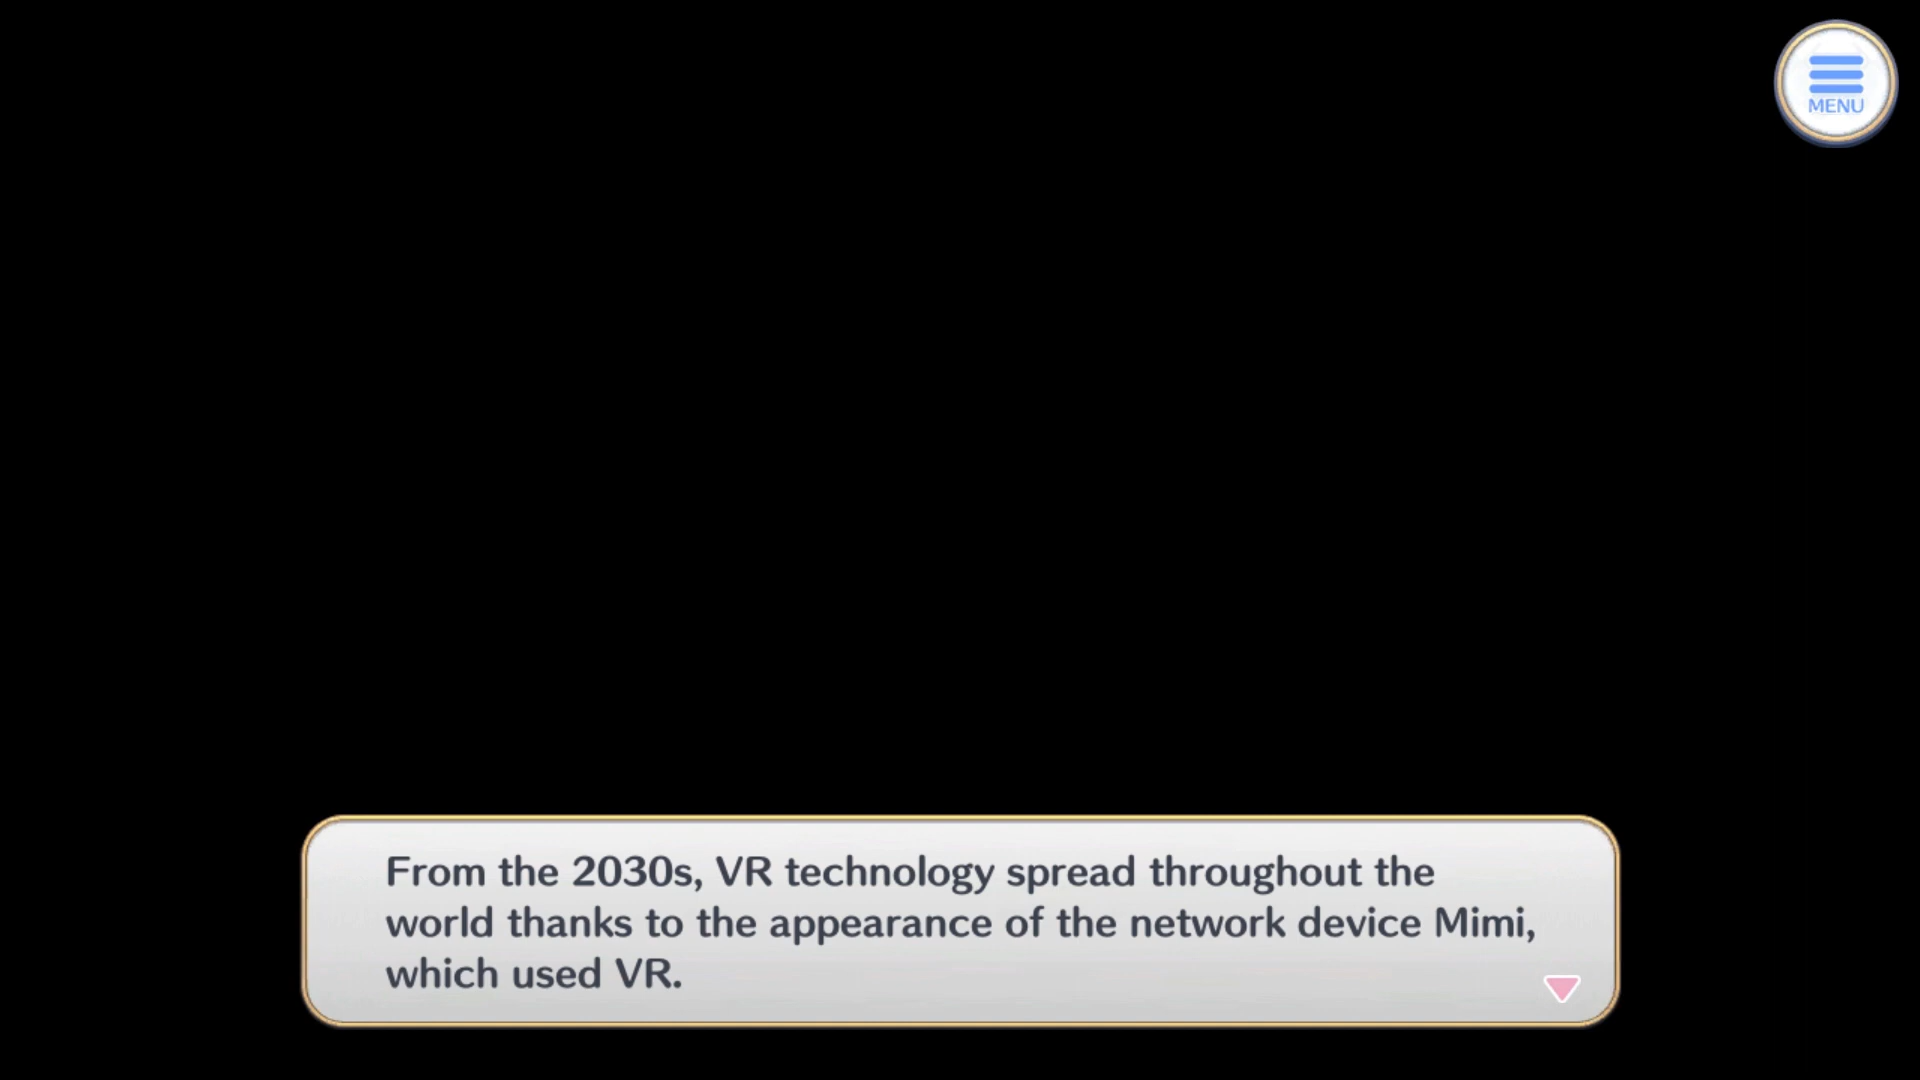 MENU
From the 2030s, VR technology spread throughout the
world thanks to the appearance of the network device Mimi,
which used VR.